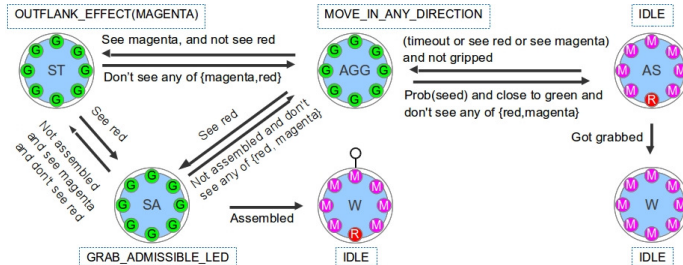 OUTFLANK_EFFECT(MAGENTA)
MOVE_IN_ANY_DIRECTION
IDLE
See magenta, and not see red
Don't see any of {magenta,red}
(timeout or see red or see magenta)
and not gripped
Prob(seed) and close to green and
don't see any of {red,magenta}
G G G G G G G G
ST
G G G G G G G G
AGG
M M M M M M M R
AS
See red
Not assembled
and see magenta
and don't see red
See red
Not assembled and don't
see any of {red, magenta}
Got grabbed
G G G G G G G G
SA
Assembled
M M M M M M M R
W
M M M M M M M M
W
GRAB_ADMISSIBLE_LED
IDLE
IDLE